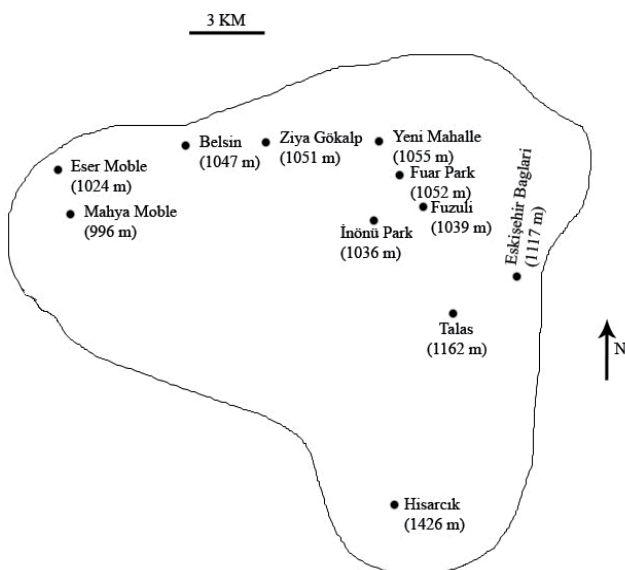 3 KM
Belsin
(1047 m)
Ziya Gökalp
(1051 m)
Yeni Mahalle
(1055 m)
Eser Moble
(1024 m)
Fuar Park
(1052 m)
Mahya Moble
(996 m)
Fuzuli
(1039 m)
İnönü Park
(1036 m)
Eskişehir Baglari
(1117 m)
Talas
(1162 m)
N
Hisarcık
(1426 m)